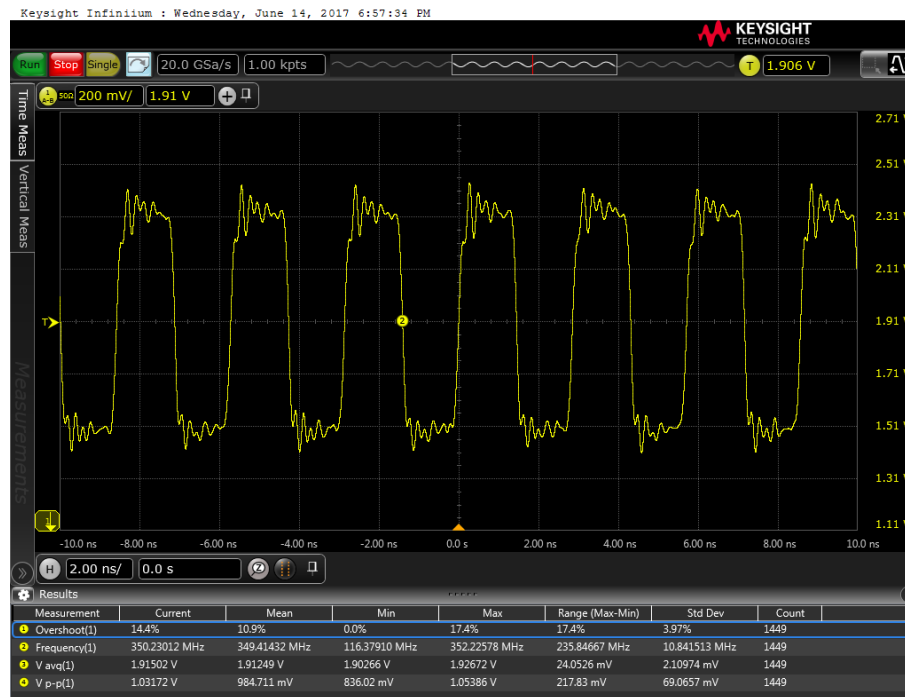 Keysight Infiniium : Wednesday, June 14, 2017 6:57:34 PM
KEYSIGHT
TECHNOLOGIES
Run Stop Single 20.0 GSa/s 1.00 kpts T 1.906 V
1 A-B 50Ω 200 mV/ 1.91 V
Time Meas
Vertical Meas
Measurements
2.71 V
2.51 V
2.31 V
2.11 V
T 2 1.91 V
1.71 V
1.51 V
1.31 V
1.11 V
-10.0 ns -8.00 ns -6.00 ns -4.00 ns -2.00 ns 0.0 s 2.00 ns 4.00 ns 6.00 ns 8.00 ns 10.0 ns
H 2.00 ns/ 0.0 s
Results
Measurement Current Mean Min Max Range (Max-Min) Std Dev Count
1 Overshoot(1) 14.4% 10.9% 0.0% 17.4% 17.4% 3.97% 1449
2 Frequency(1) 350.23012 MHz 349.41432 MHz 116.37910 MHz 352.22578 MHz 235.84667 MHz 10.841513 MHz 1449
3 V avg(1) 1.91502 V 1.91249 V 1.90266 V 1.92672 V 24.0526 mV 2.10974 mV 1449
4 V p-p(1) 1.03172 V 984.711 mV 836.02 mV 1.05386 V 217.83 mV 69.0657 mV 1449